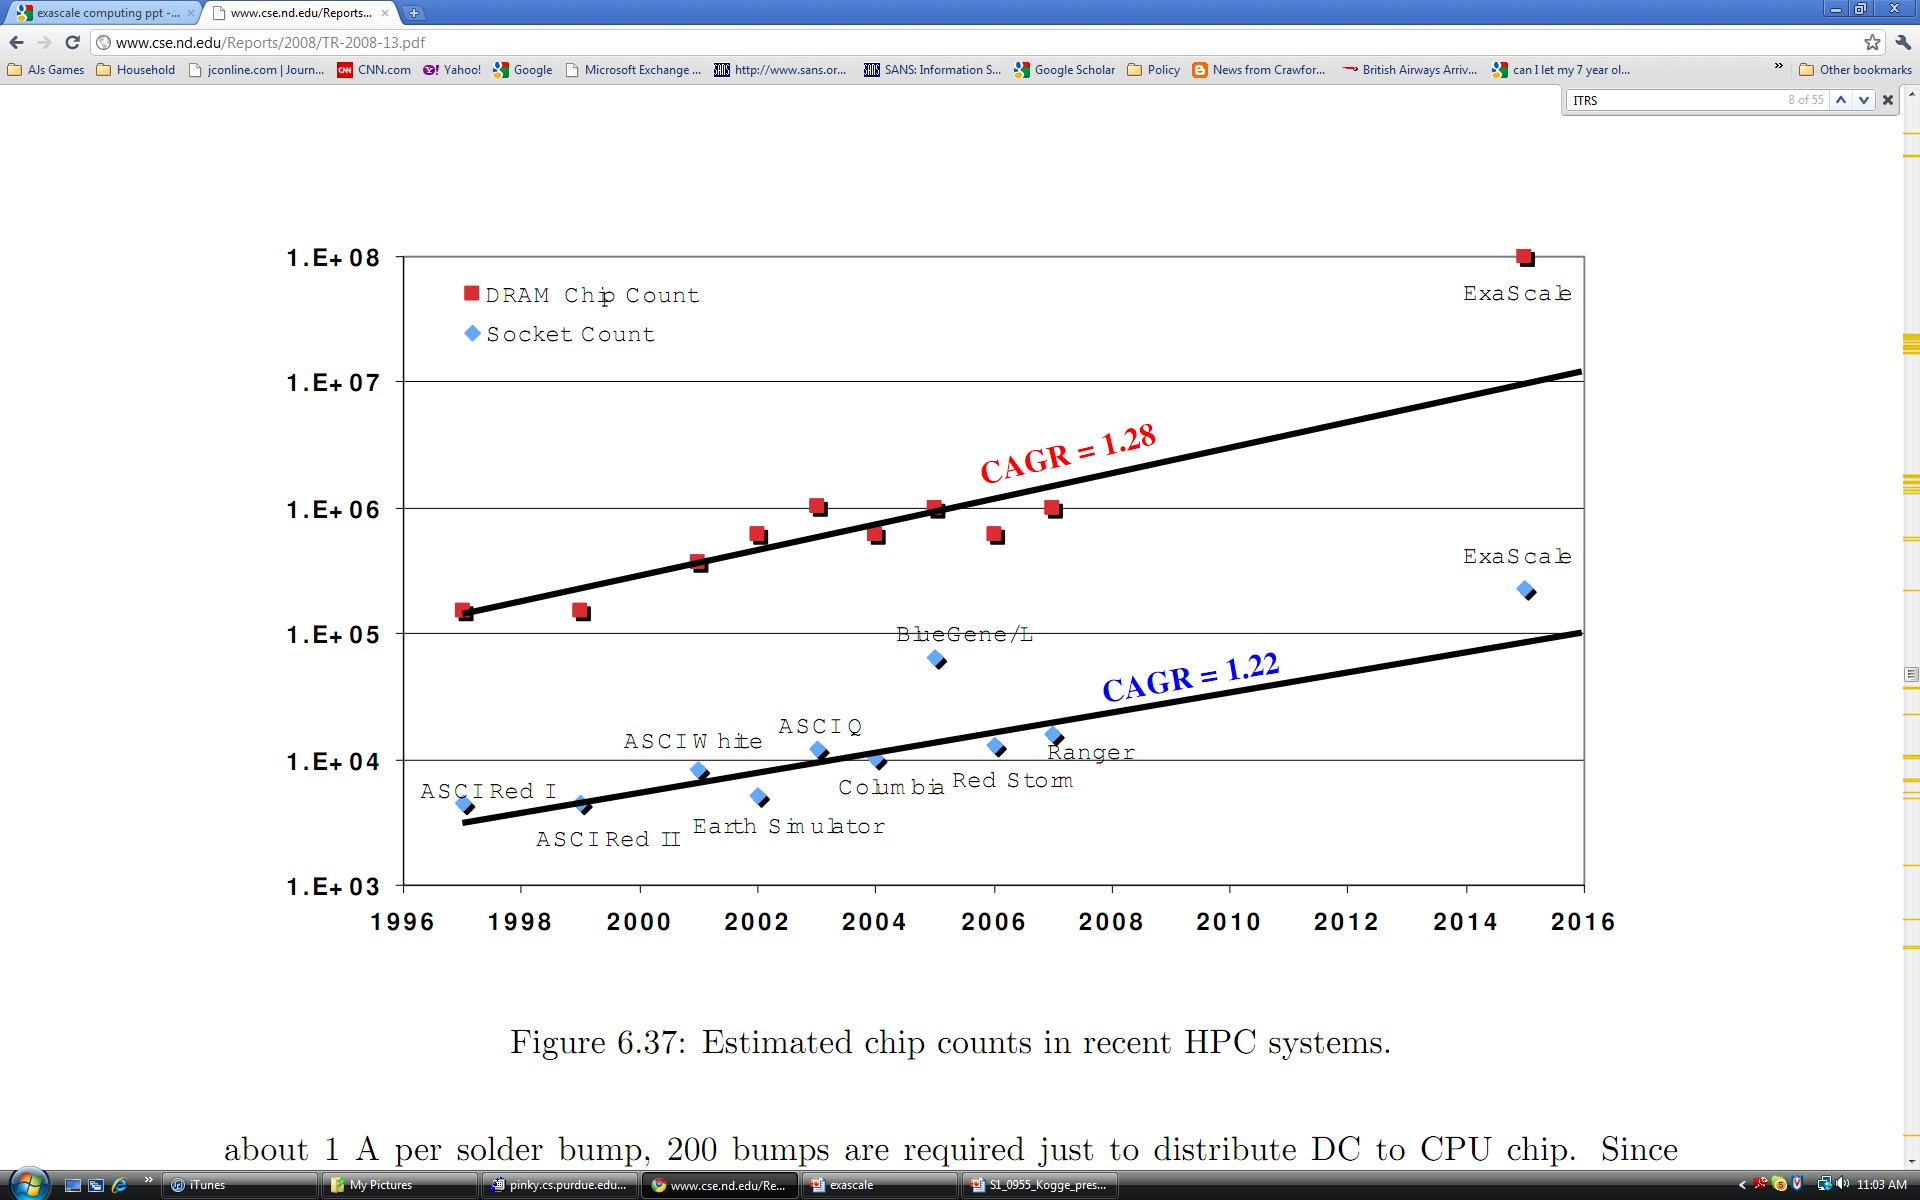 exascale computing ppt -...
www.cse.nd.edu/Reports...
www.cse.nd.edu/Reports/2008/TR-2008-13.pdf
AJs Games Household jconline.com | Journ... CNN.com Yahoo! Google Microsoft Exchange ... http://www.sans.or... SANS: Information S... Google Scholar Policy News from Crawfor... British Airways Arriv... can I let my 7 year ol... » Other bookmarks
ITRS 8 of 55
1.E+08
DRAM Chip Count
ExaScale
Socket Count
1.E+07
CAGR = 1.28
1.E+06
ExaScale
1.E+05
BlueGene/L
CAGR = 1.22
ASCI Q
ASCI White
Ranger
1.E+04
Columbia
Red Storm
ASCI Red I
Earth Simulator
ASCI Red II
1.E+03
1996 1998 2000 2002 2004 2006 2008 2010 2012 2014 2016
Figure 6.37: Estimated chip counts in recent HPC systems.
about 1 A per solder bump, 200 bumps are required just to distribute DC to CPU chip. Since
» iTunes My Pictures pinky.cs.purdue.edu... www.cse.nd.edu/Re... exascale S1_0955_Kogge_pres... 11:03 AM